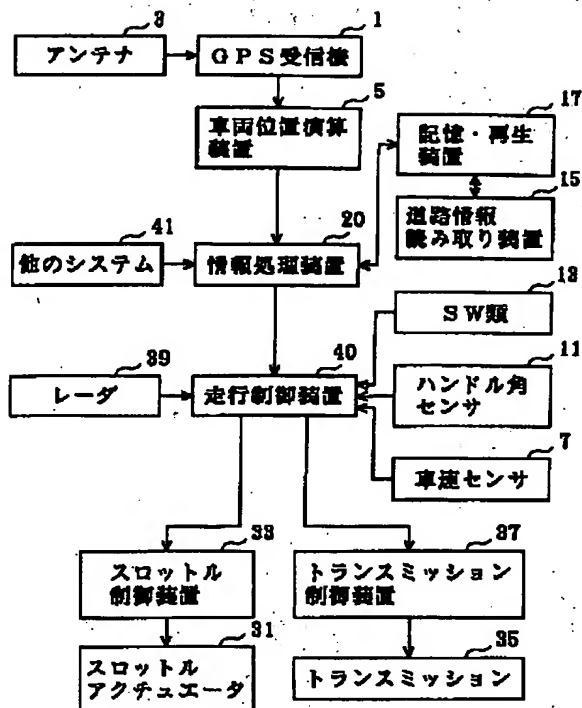 3
1
アンテナ
GPS受信機
5
車両位置演算
装置
17
記憶・再生
装置
15
道路情報
読み取り装置
41
20
他のシステム
情報処理装置
13
SW類
39
40
11
レーダ
走行制御装置
ハンドル角
センサ
7
車速センサ
33
37
スロットル
制御装置
トランスミッション
制御装置
31
35
スロットル
アクチュエータ
トランスミッション